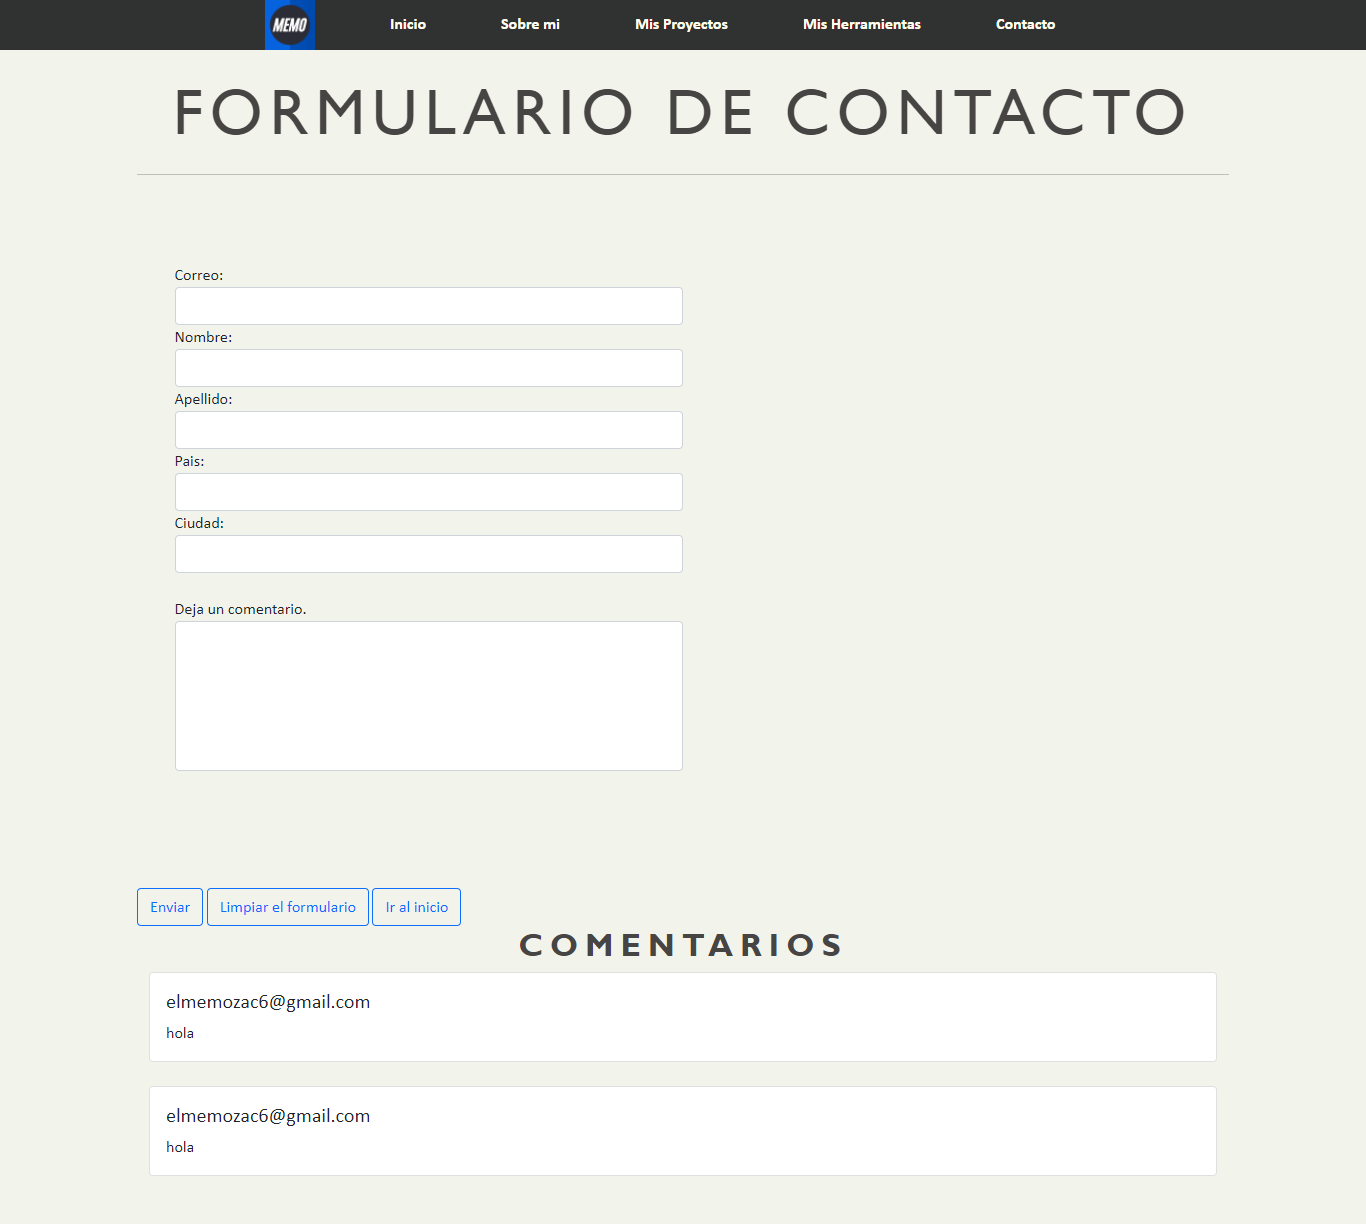 MEMO Inicio Sobre mi Mis Proyectos Mis Herramientas Contacto
FORMULARIO DE CONTACTO
Correo:
Nombre:
Apellido:
Pais:
Ciudad:
Deja un comentario.
Enviar Limpiar el formulario Ir al inicio
COMENTARIOS
elmemozac6@gmail.com
hola
elmemozac6@gmail.com
hola